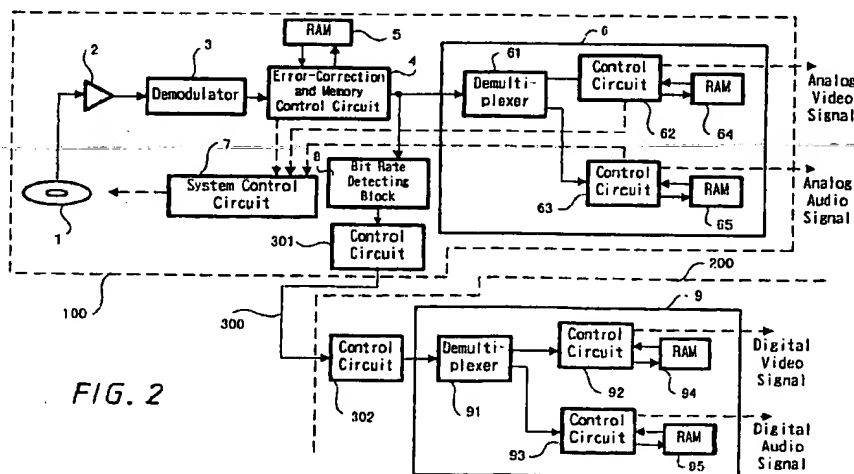 RAM
5
6
2
3
4
61
Demodulator
Error-Correction
and Memory
Control Circuit
Demulti-
plexer
Control
Circuit
RAM
62
64
Analog
Video
Signal
7
8
System Control
Circuit
Bit Rate
Detecting
Block
Control
Circuit
RAM
63
65
Analog
Audio
Signal
1
301
Control
Circuit
100
200
300
9
Control
Circuit
302
Demulti-
plexer
91
Control
Circuit
RAM
92
94
Digital
Video
Signal
Control
Circuit
RAM
93
95
Digital
Audio
Signal
FIG. 2